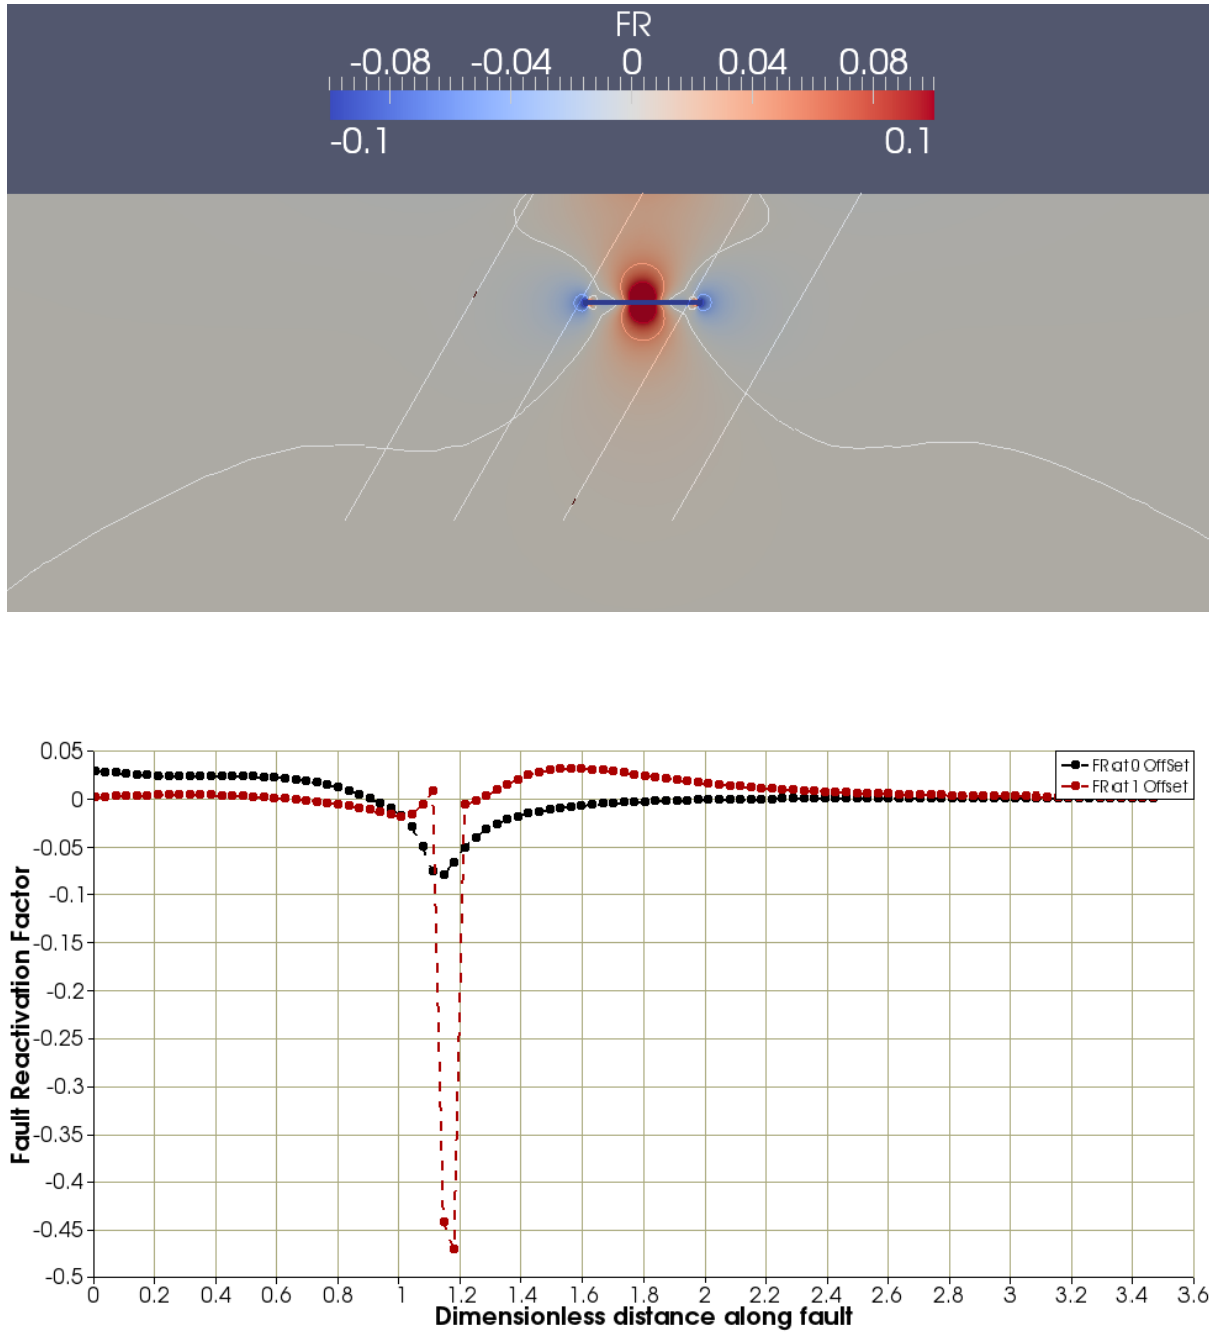 FR
-0.08 -0.04 0 0.04 0.08
-0.1 0.1
0.05
0
-0.05
-0.1
-0.15
-0.2
-0.25
-0.3
-0.35
-0.4
-0.45
-0.5
Fault Reactivation Factor
FR at 0 OffSet
FR at 1 Offset
0 0.2 0.4 0.6 0.8 1 1.2 1.4 1.6 1.8 2 2.2 2.4 2.6 2.8 3 3.2 3.4 3.6
Dimensionless distance along fault